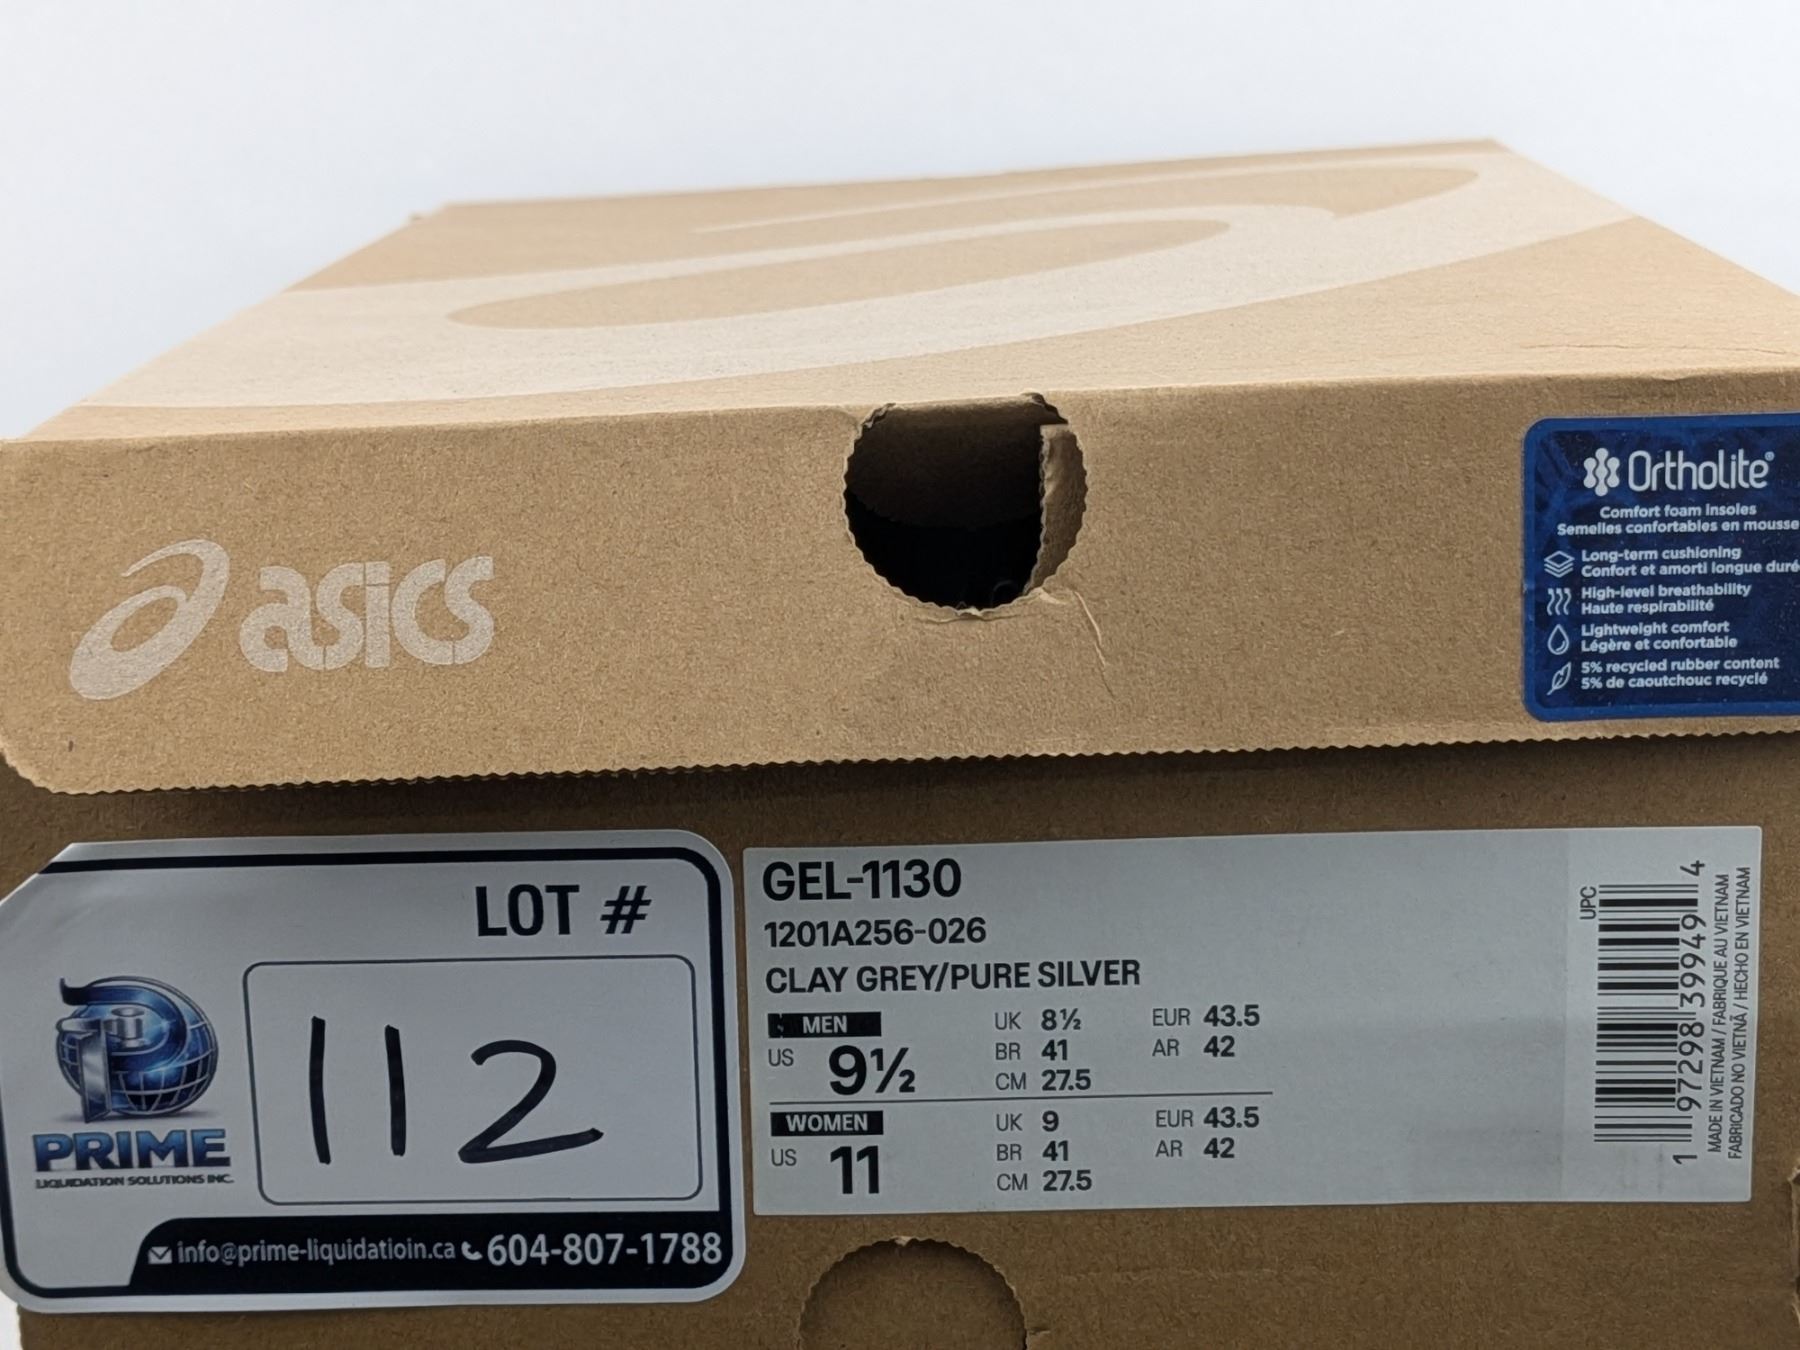 asics
Ortholite®
Comfort foam insoles
Semelles confortables en mousse
Long-term cushioning
Confort et amorti longue duré
High-level breathability
Haute respirabilité
Lightweight comfort
Légère et confortable
5% recycled rubber content
5% de caoutchouc recyclé
LOT #
112
PRIME
LIQUIDATION SOLUTIONS INC.
info@prime-liquidatioin.ca 604-807-1788
GEL-1130
1201A256-026
CLAY GREY/PURE SILVER
MEN
US 9½
UK 8½ EUR 43.5
BR 41 AR 42
CM 27.5
WOMEN
US 11
UK 9 EUR 43.5
BR 41 AR 42
CM 27.5
UPC
1 97298 39949 4
MADE IN VIETNAM / FABRIQUE AU VIETNAM
FABRICADO NO VIETNÃ / HECHO EN VIETNAM